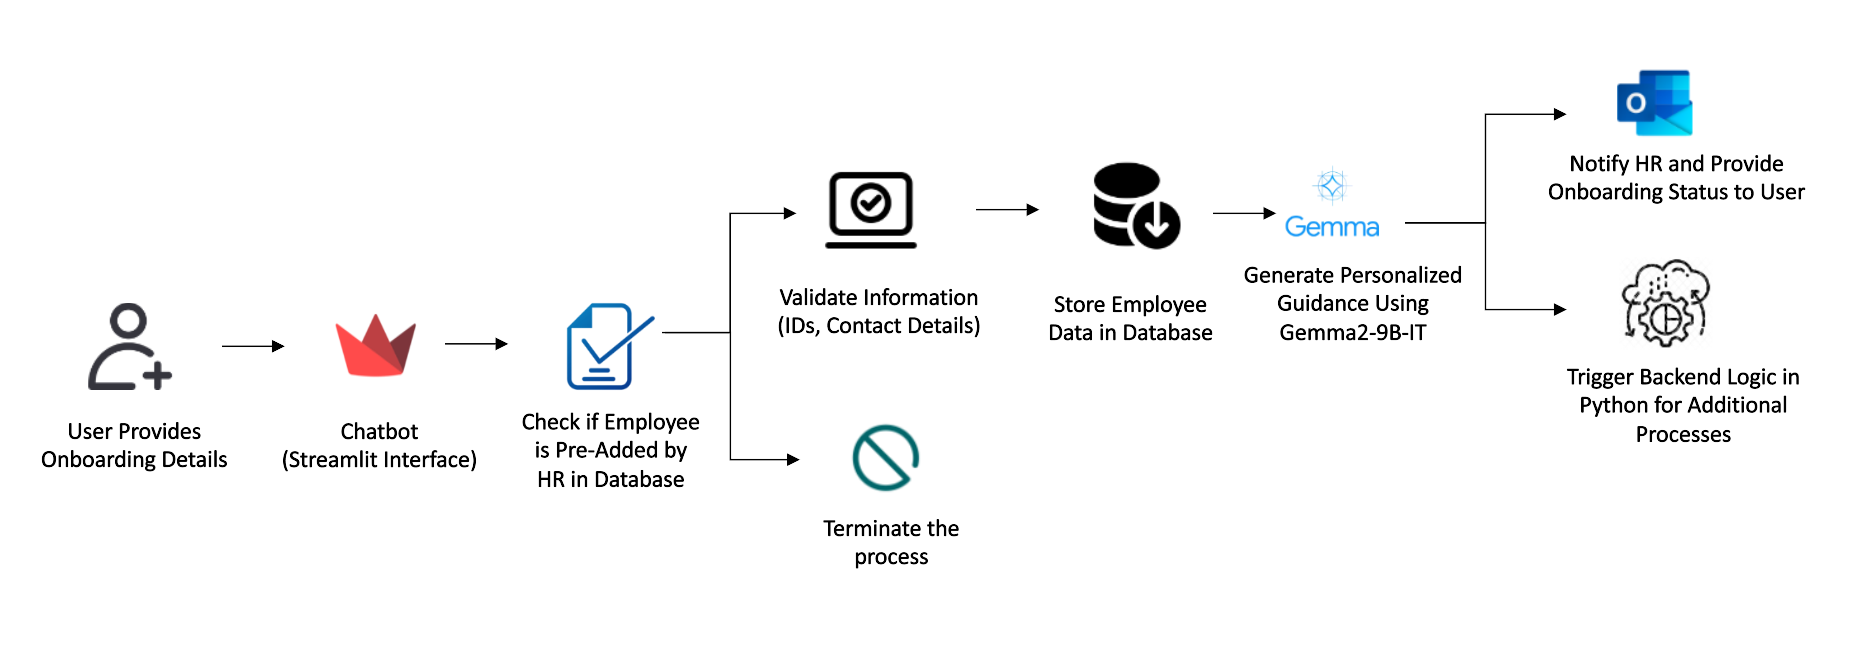 User Provides
Onboarding Details
Chatbot
(Streamlit Interface)
Check if Employee
is Pre-Added by
HR in Database
Validate Information
(IDs, Contact Details)
Terminate the
process
Store Employee
Data in Database
Gemma
Generate Personalized
Guidance Using
Gemma2-9B-IT
O
Notify HR and Provide
Onboarding Status to User
Trigger Backend Logic in
Python for Additional
Processes